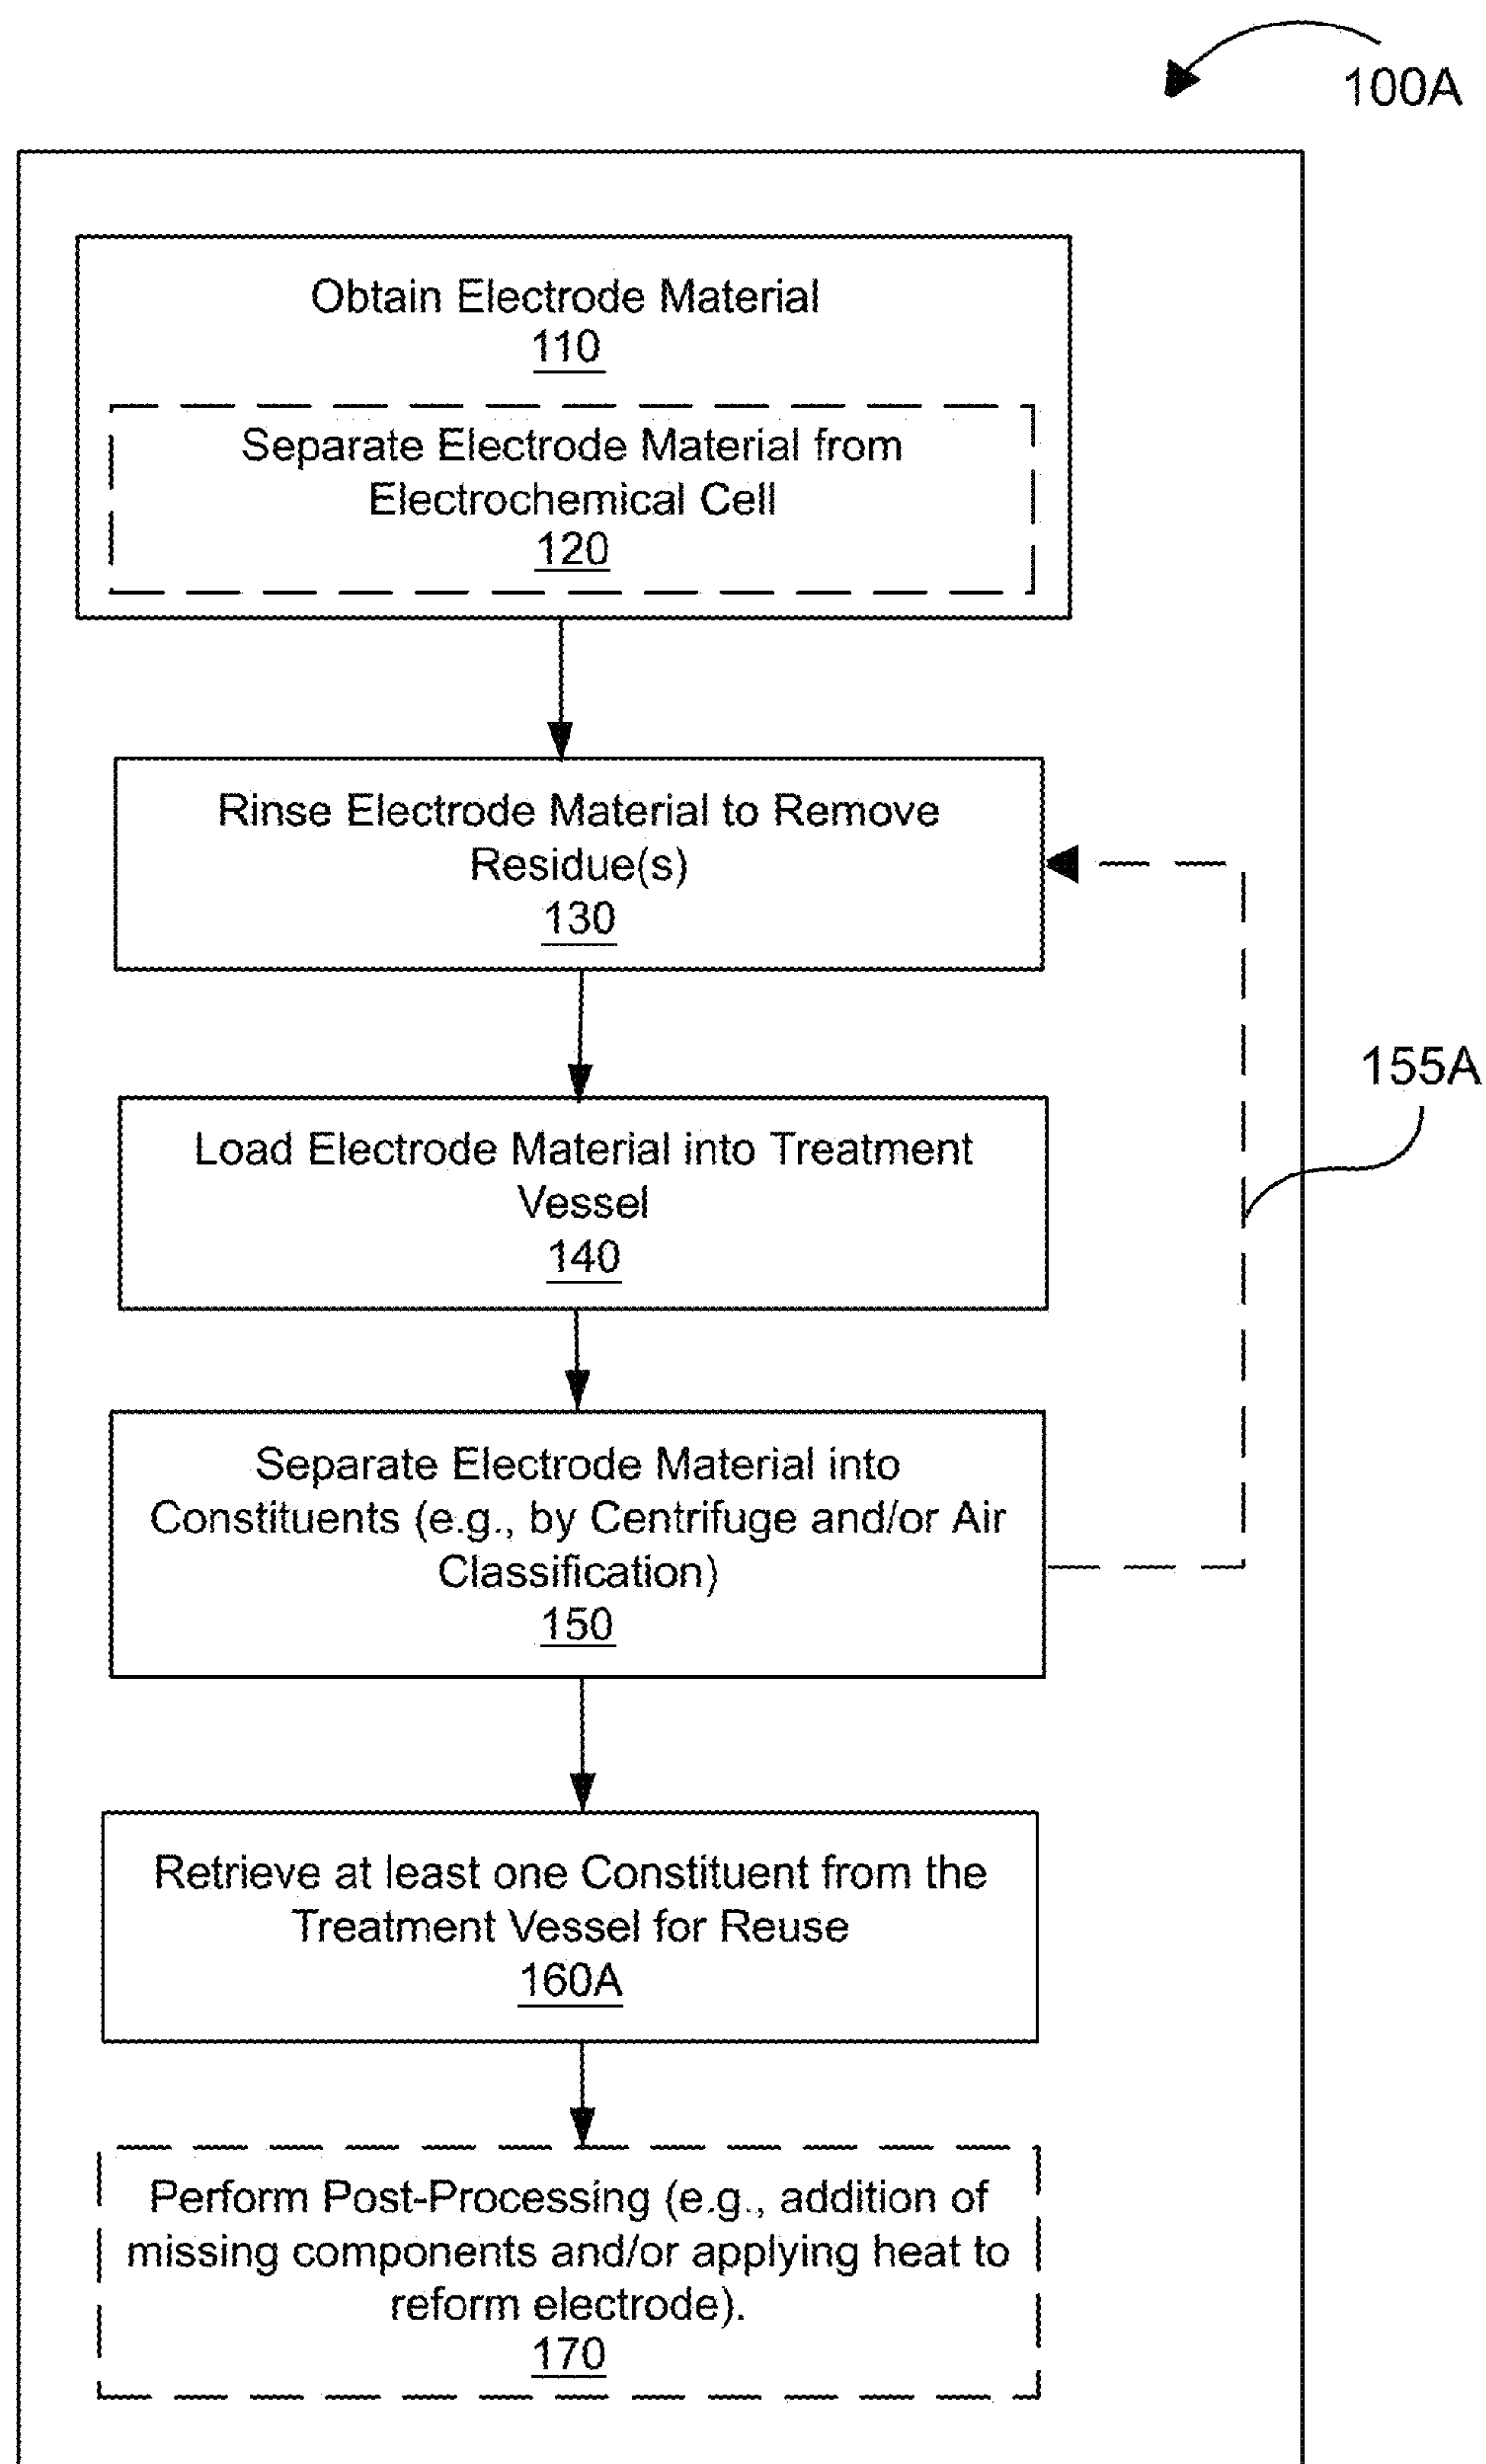 100A
Obtain Electrode Material
110
Separate Electrode Material from
Electrochemical Cell
120
Rinse Electrode Material to Remove
Residue(s)
130
Load Electrode Material into Treatment
Vessel
140
155A
Separate Electrode Material into
Constituents (e.g., by Centrifuge and/or Air
Classification)
150
Retrieve at least one Constituent from the
Treatment Vessel for Reuse
160A
Perform Post-Processing (e.g., addition of
missing components and/or applying heat to
reform electrode).
170